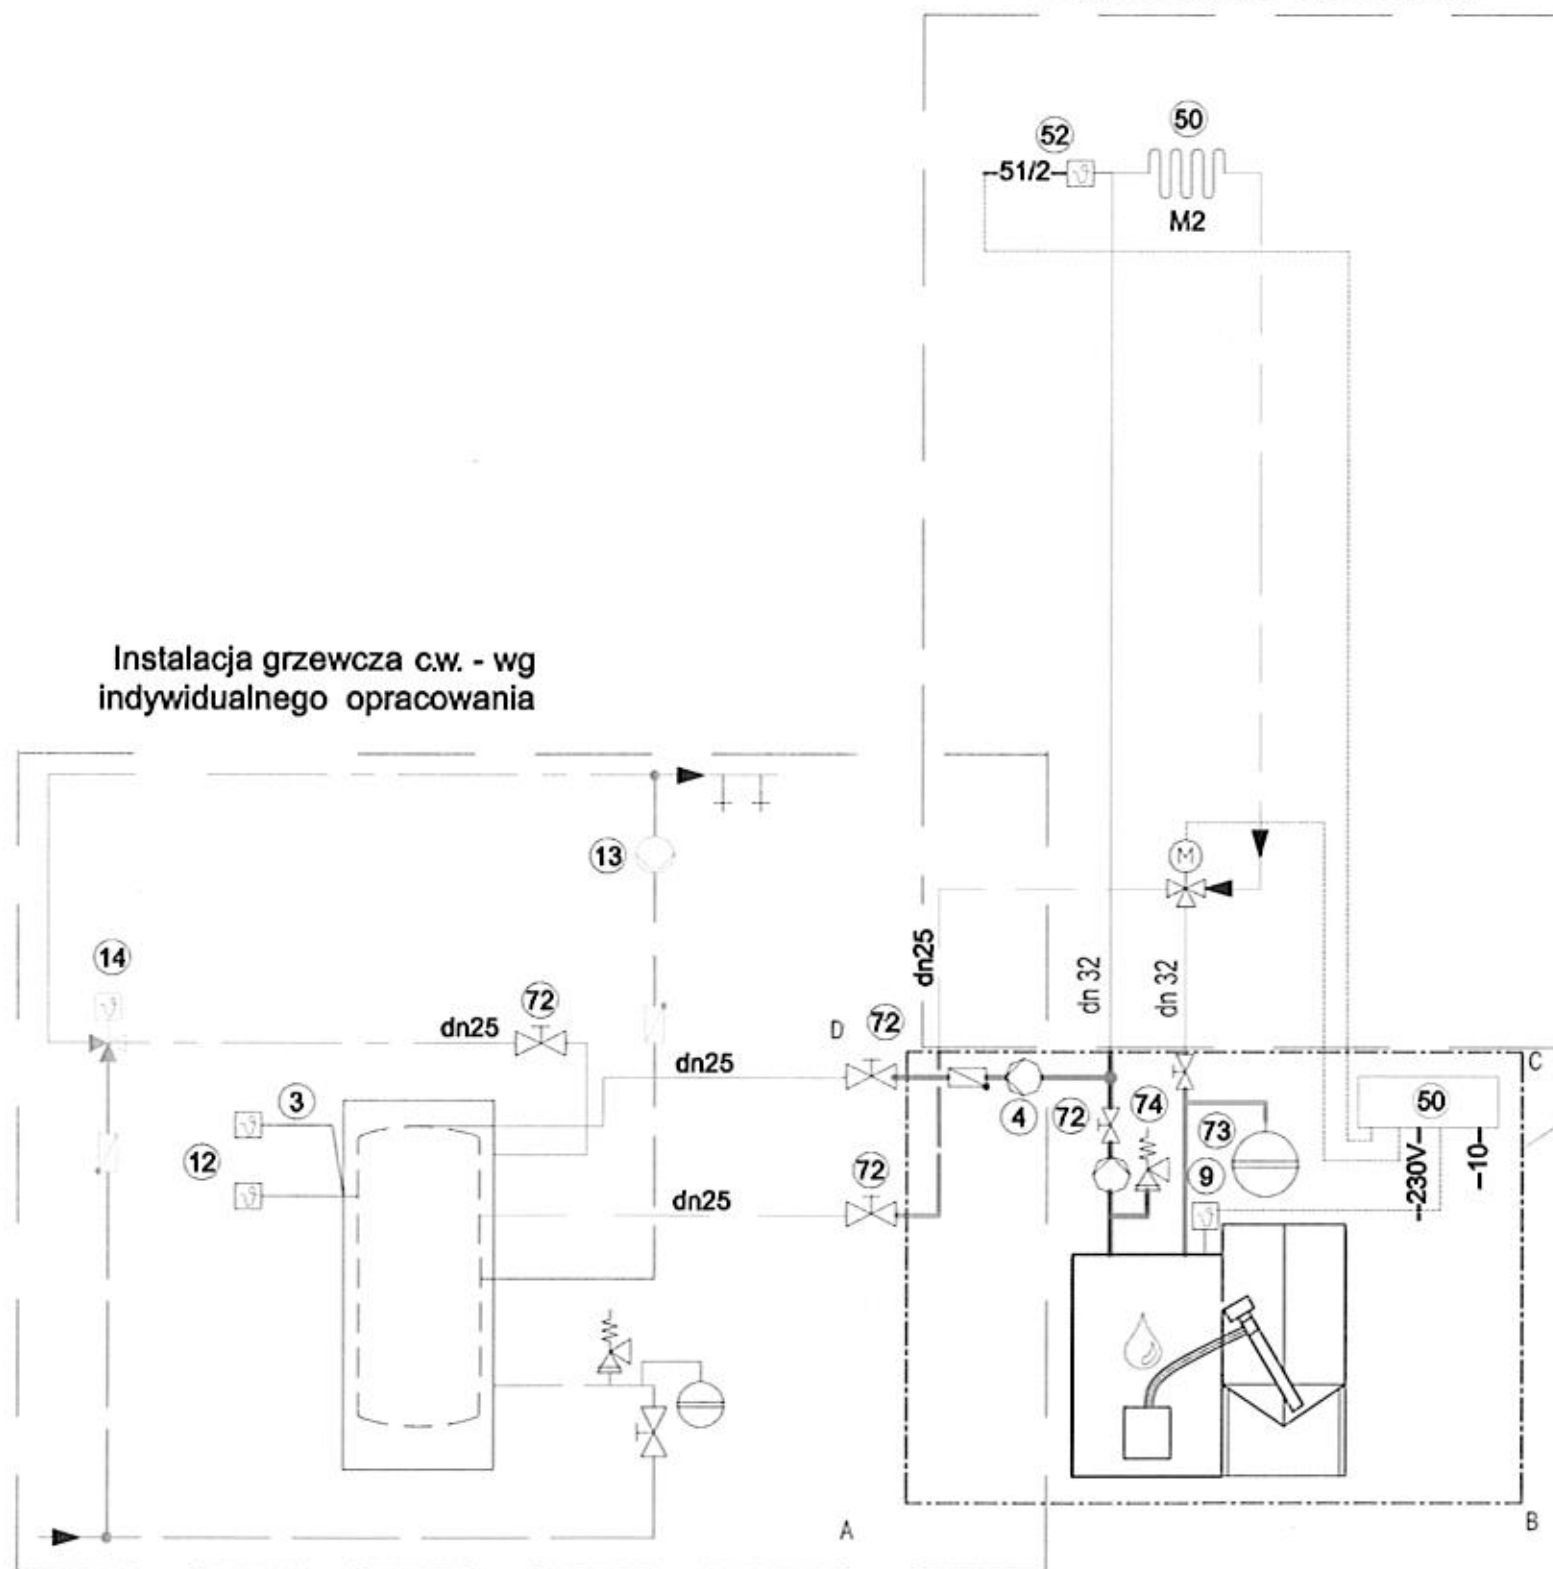 52
50
51/2
M2
Instalacja grzewcza c.w. - wg
indywidualnego opracowania
13
M
14
72
dn25
dn25
dn 32
dn 32
D
72
dn25
C
50
3
4
72
74
73
12
72
9
230V
10
dn25
A
B